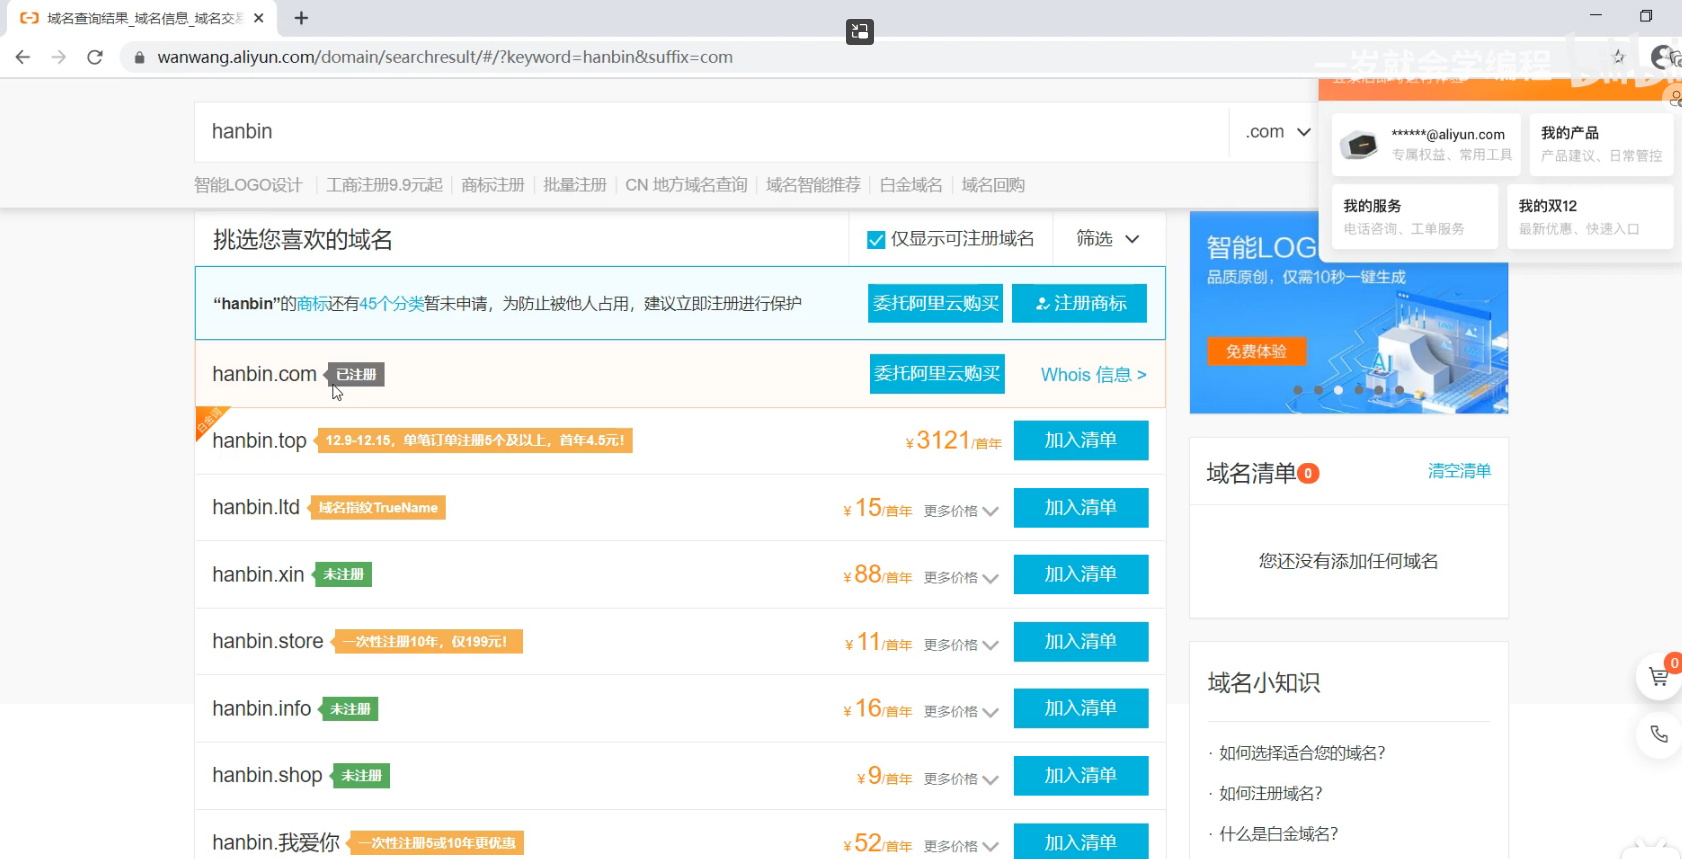 域名查询结果_域名信息_域名交易
wanwang.aliyun.com/domain/searchresult/#/?keyword=hanbin&suffix=com
一岁就会学编程
hanbin
.com
智能LOGO设计
工商注册9.9元起
商标注册
批量注册
CN 地方域名查询
域名智能推荐
白金域名
域名回购
******@aliyun.com
专属权益、常用工具
我的产品
产品建议、日常管控
我的服务
电话咨询、工单服务
我的双12
最新优惠、快速入口
挑选您喜欢的域名
仅显示可注册域名
筛选
“hanbin”的商标还有45个分类暂未申请，为防止被他人占用，建议立即注册进行保护
委托阿里云购买
注册商标
hanbin.com
已注册
委托阿里云购买
Whois 信息 >
白金词
hanbin.top
12.9-12.15，单笔订单注册5个及以上，首年4.5元!
¥3121/首年
加入清单
hanbin.ltd
域名指纹TrueName
¥15/首年
更多价格
加入清单
hanbin.xin
未注册
¥88/首年
更多价格
加入清单
hanbin.store
一次性注册10年，仅199元!
¥11/首年
更多价格
加入清单
hanbin.info
未注册
¥16/首年
更多价格
加入清单
hanbin.shop
未注册
¥9/首年
更多价格
加入清单
hanbin.我爱你
一次性注册5或10年更优惠
¥52/首年
更多价格
加入清单
智能LOG
品质原创，仅需10秒一键生成
免费体验
AI
域名清单0
清空清单
您还没有添加任何域名
域名小知识
· 如何选择适合您的域名?
· 如何注册域名?
· 什么是白金域名?
0